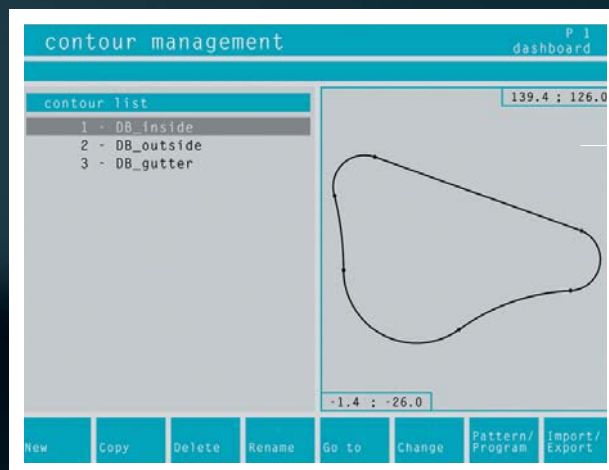 contour management
P 1
dashboard
contour list
1 - DB_inside
2 - DB_outside
3 - DB_gutter
139.4 ; 126.0
-1.4 ; -26.0
New
Copy
Delete
Rename
Go to
Change
Pattern/
Program
Import/
Export